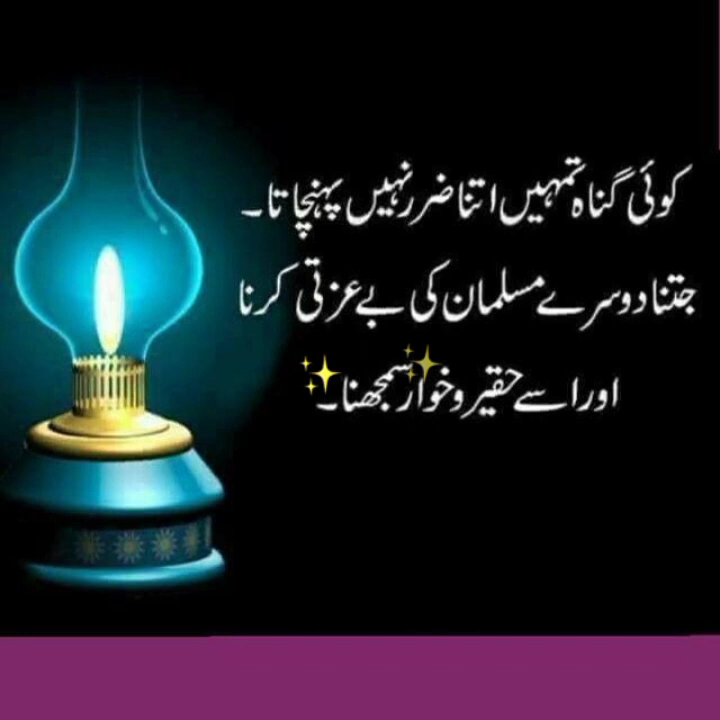 کوئی گناہ تمہیں اتنا ضرر نہیں پہنچاتا۔
جتنا دوسرے مسلمان کی بے عزتی کرنا
اور اسے حقیر و خوار سمجھنا۔